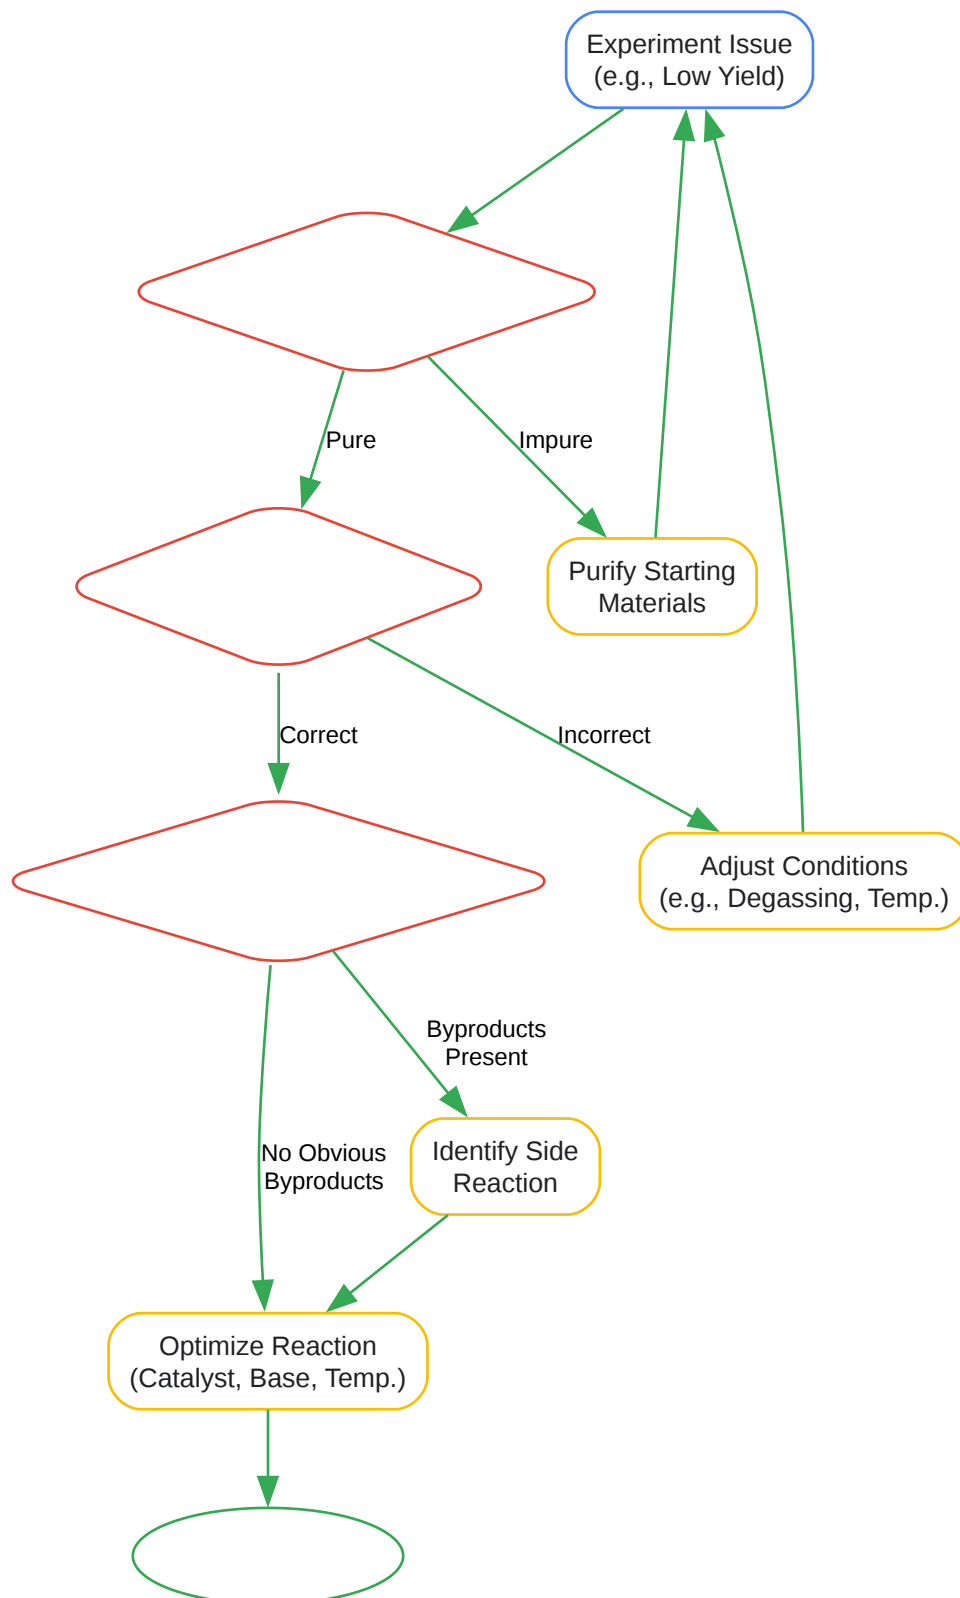 Experiment Issue
(e.g., Low Yield)
Pure
Impure
Purify Starting
Materials
Correct
Incorrect
Adjust Conditions
(e.g., Degassing, Temp.)
Byproducts
Present
No Obvious
Byproducts
Identify Side
Reaction
Optimize Reaction
(Catalyst, Base, Temp.)